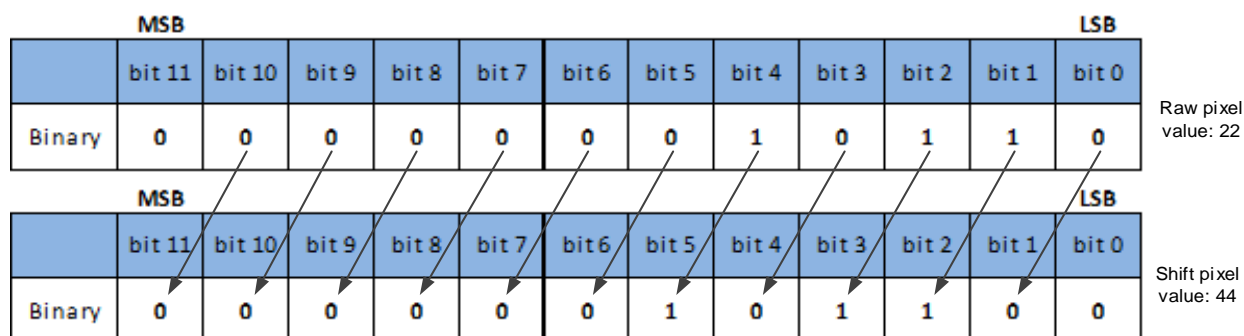 MSB LSB
bit 11 bit 10 bit 9 bit 8 bit 7 bit 6 bit 5 bit 4 bit 3 bit 2 bit 1 bit 0
Binary 0 0 0 0 0 0 0 1 0 1 1 0
Raw pixel
value: 22
MSB LSB
bit 11 bit 10 bit 9 bit 8 bit 7 bit 6 bit 5 bit 4 bit 3 bit 2 bit 1 bit 0
Binary 0 0 0 0 0 0 1 0 1 1 0 0
Shift pixel
value: 44